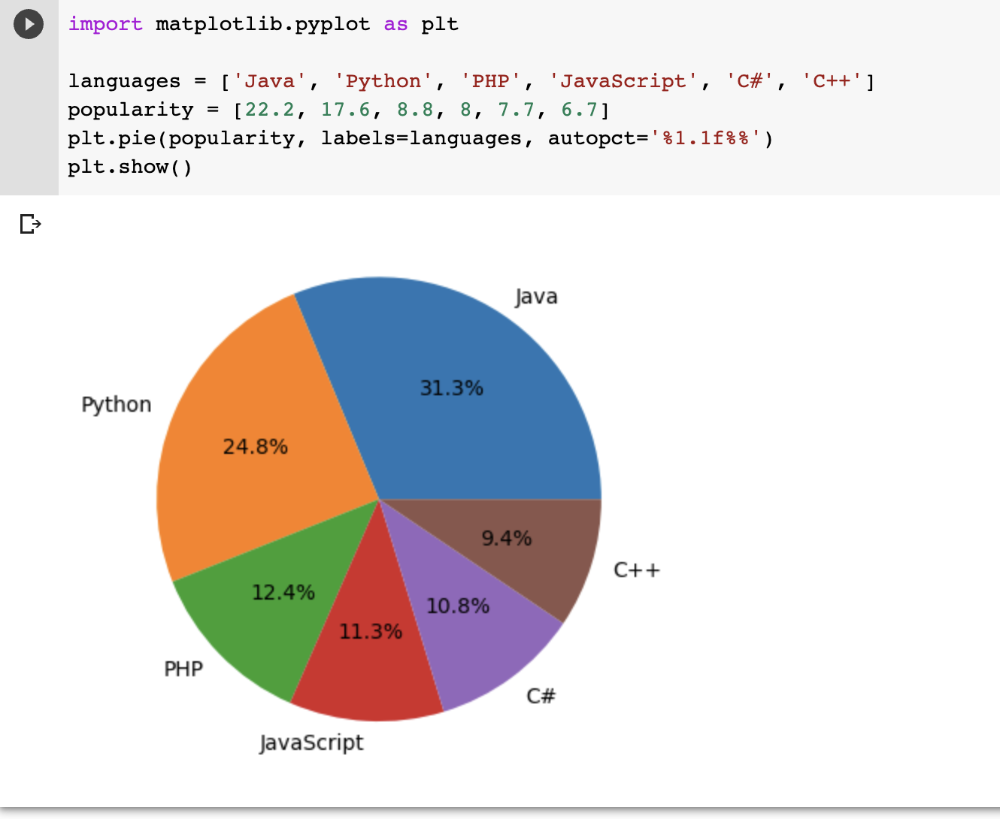 import matplotlib.pyplot as plt
languages = ['Java', 'Python', 'PHP', 'JavaScript', 'C#', 'C++']
popularity = [22.2, 17.6, 8.8, 8, 7.7, 6.7]
plt.pie(popularity, labels=languages, autopct='%1.1f%%')
plt.show()
Java
31.3%
Python
24.8%
9.4%
C++
12.4%
10.8%
11.3%
PHP
C#
JavaScript